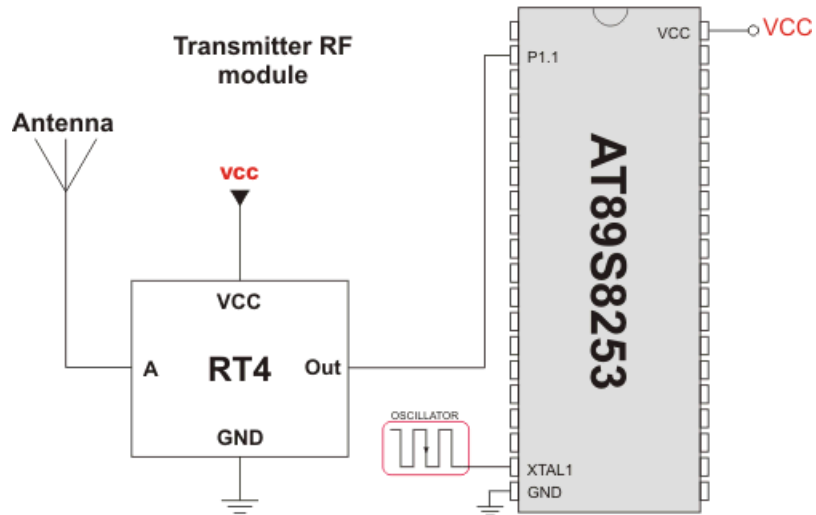 Transmitter RF
module
Antenna
vcc
VCC
A
RT4
Out
GND
OSCILLATOR
VCC
VCC
P1.1
AT89S8253
XTAL1
GND